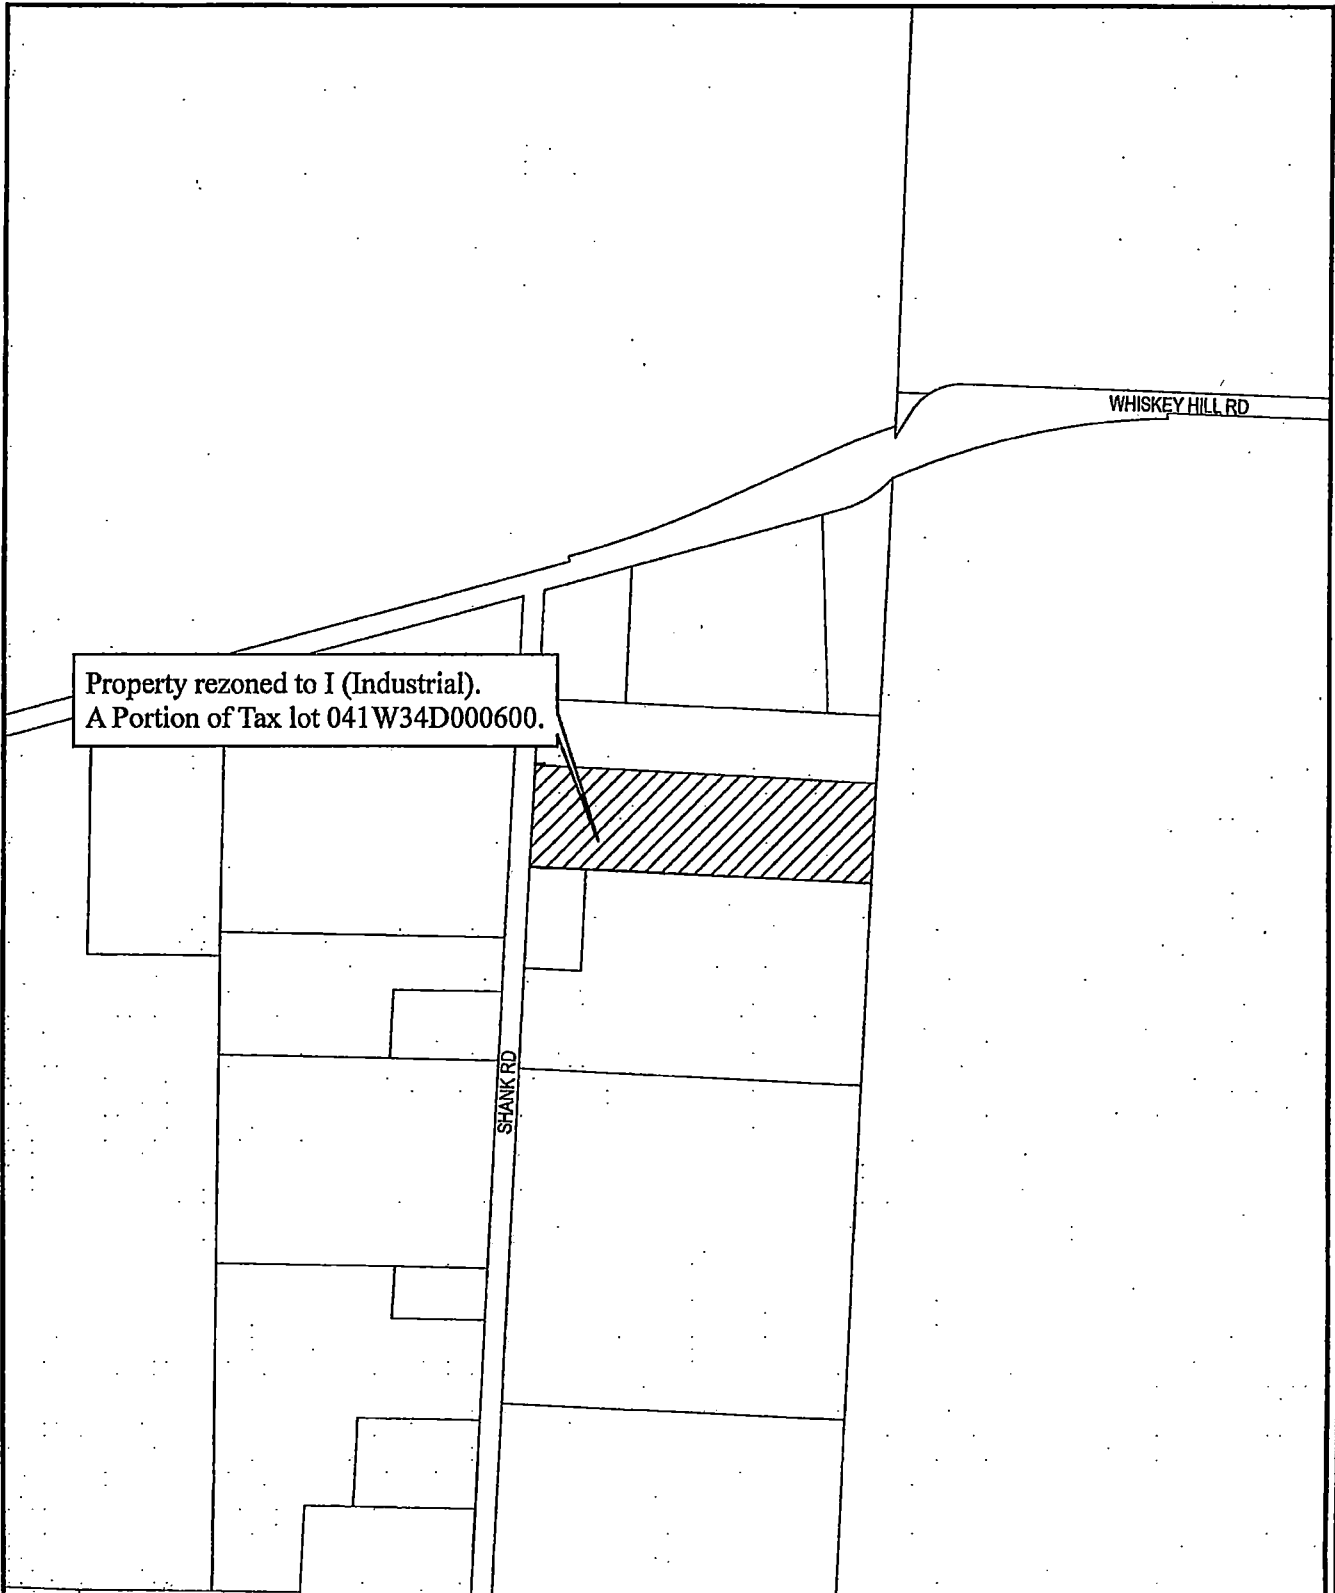 WHISKEY HILL RD
Property rezoned to I (Industrial).
A Portion of Tax lot 041W34D000600.
SHANK RD